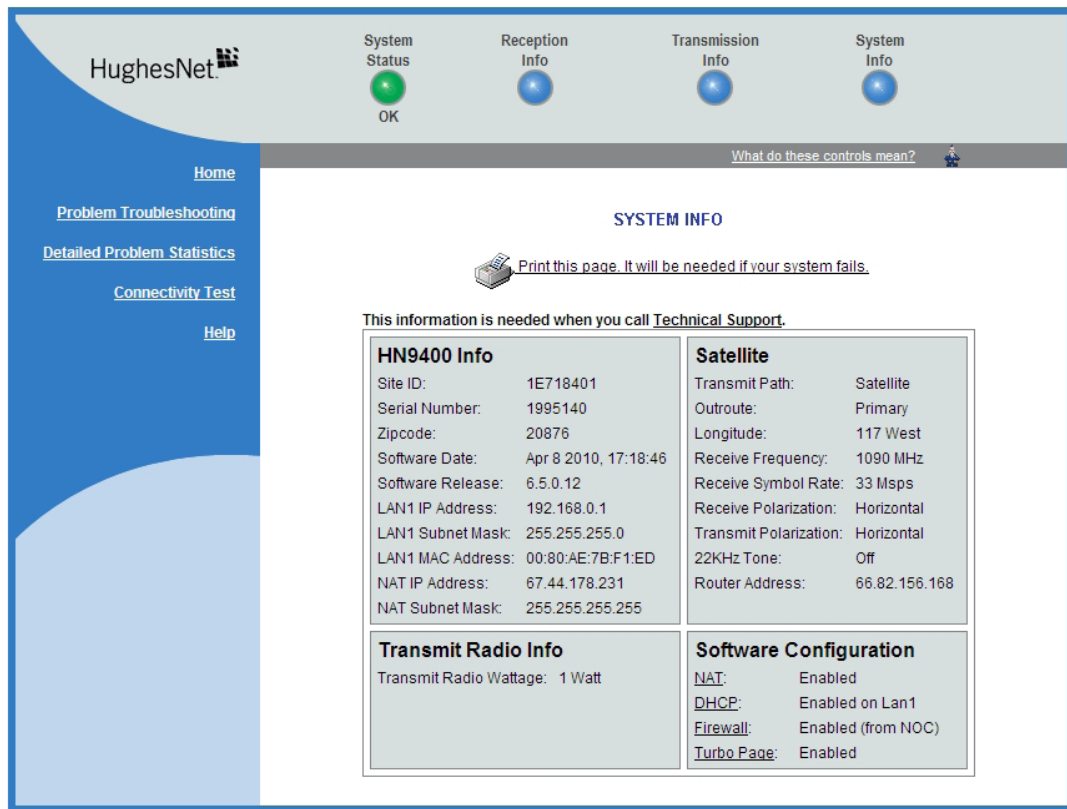 HughesNet.
System Status
OK
Reception Info
Transmission Info
System Info
What do these controls mean?
Home
Problem Troubleshooting
Detailed Problem Statistics
Connectivity Test
Help
SYSTEM INFO
Print this page. It will be needed if your system fails.
This information is needed when you call Technical Support.
HN9400 Info
Site ID: 1E718401
Serial Number: 1995140
Zipcode: 20876
Software Date: Apr 8 2010, 17:18:46
Software Release: 6.5.0.12
LAN1 IP Address: 192.168.0.1
LAN1 Subnet Mask: 255.255.255.0
LAN1 MAC Address: 00:80:AE:7B:F1:ED
NAT IP Address: 67.44.178.231
NAT Subnet Mask: 255.255.255.255
Satellite
Transmit Path: Satellite
Outroute: Primary
Longitude: 117 West
Receive Frequency: 1090 MHz
Receive Symbol Rate: 33 Msps
Receive Polarization: Horizontal
Transmit Polarization: Horizontal
22KHz Tone: Off
Router Address: 66.82.156.168
Transmit Radio Info
Transmit Radio Wattage: 1 Watt
Software Configuration
NAT: Enabled
DHCP: Enabled on Lan1
Firewall: Enabled (from NOC)
Turbo Page: Enabled